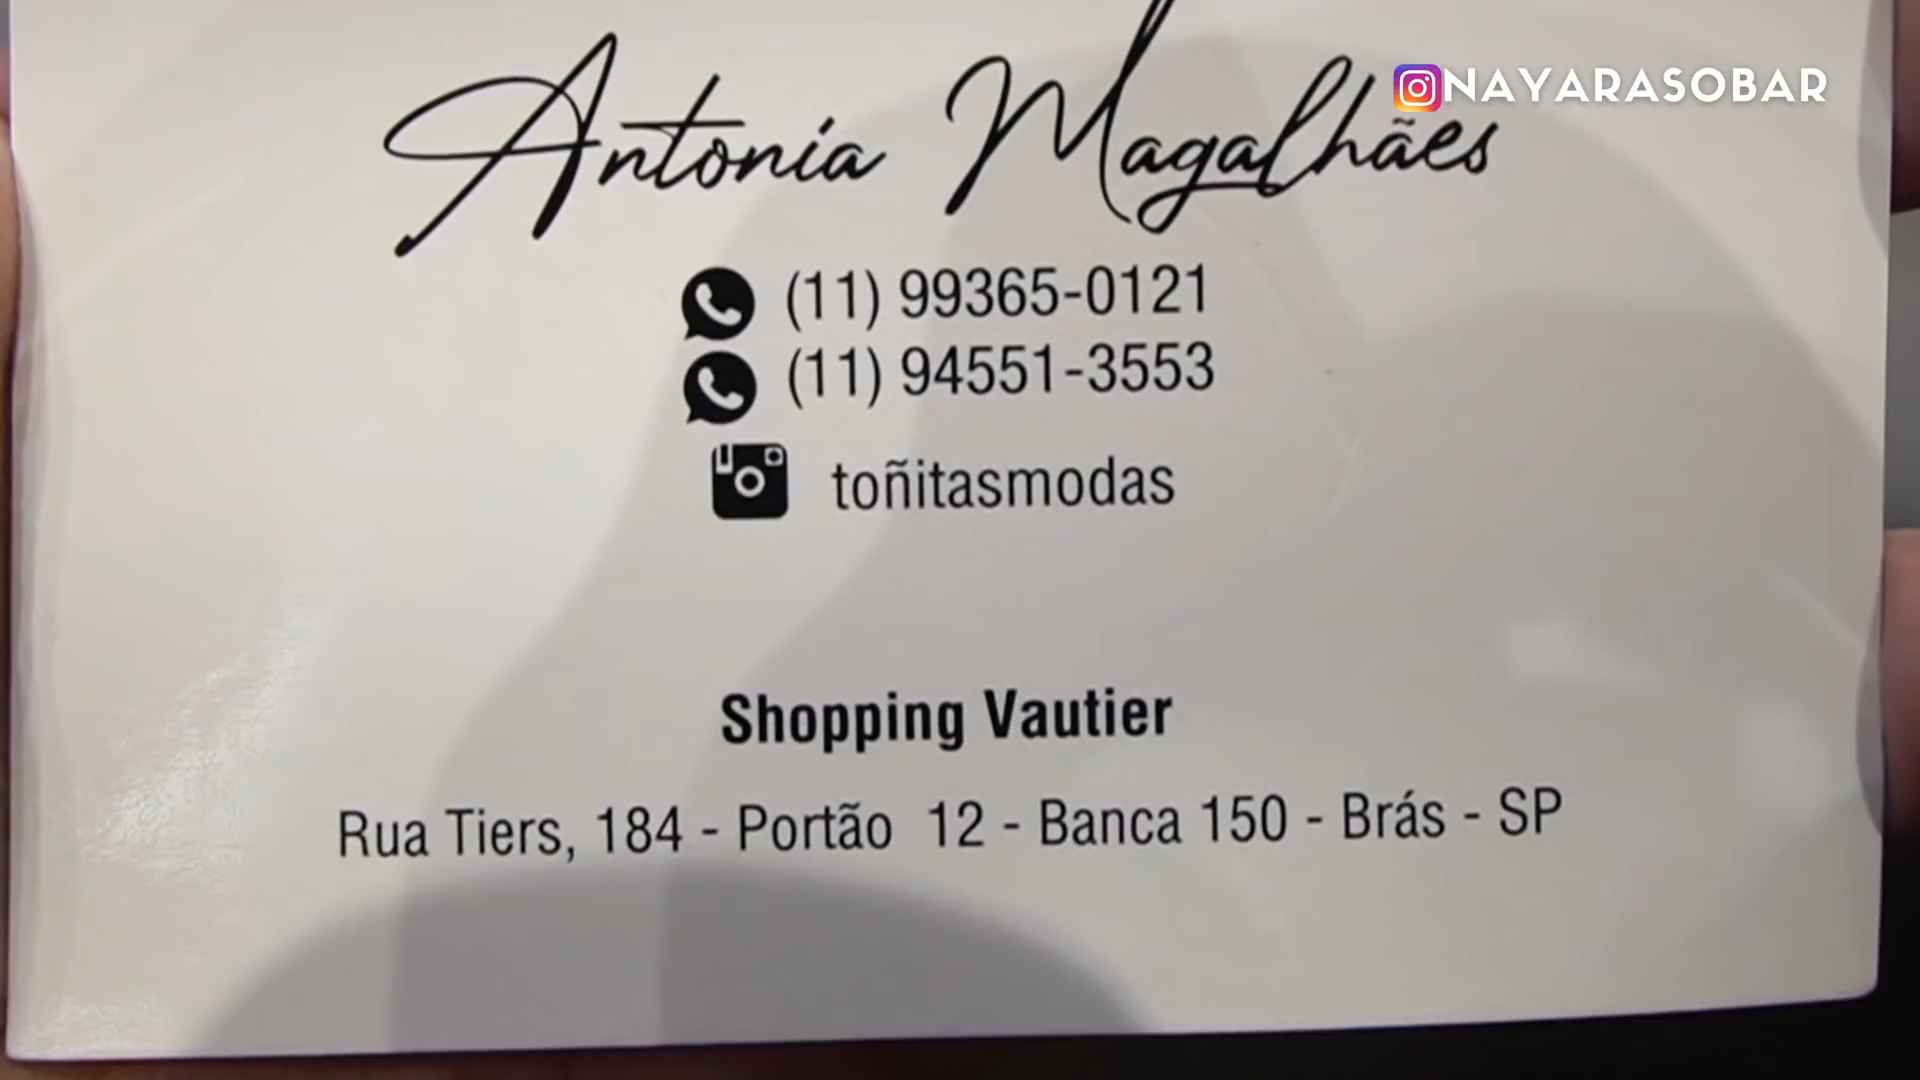 NAYARASOBAR
Antonia Magalhães
(11) 99365-0121
(11) 94551-3553
toñitasmodas
Shopping Vautier
Rua Tiers, 184 - Portão 12 - Banca 150 - Brás - SP